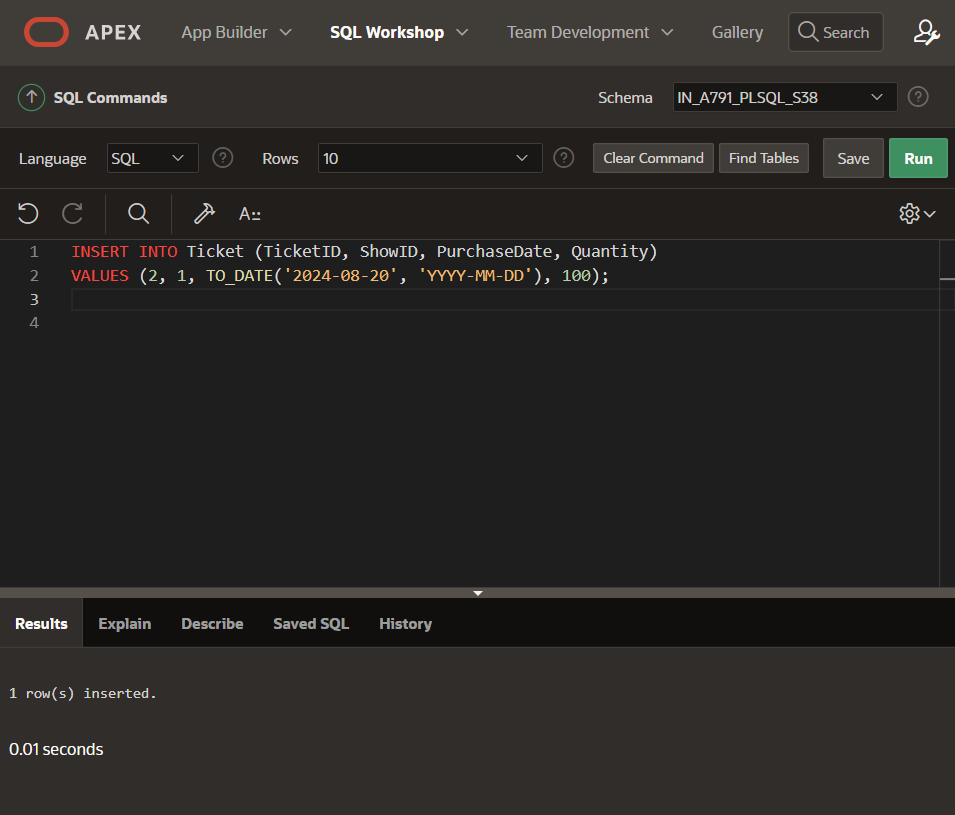 APEX App Builder SQL Workshop Team Development Gallery Search
SQL Commands Schema IN_A791_PLSQL_S38 ?
Language SQL ? Rows 10 ? Clear Command Find Tables Save Run
A::
1 INSERT INTO Ticket (TicketID, ShowID, PurchaseDate, Quantity)
2 VALUES (2, 1, TO_DATE('2024-08-20', 'YYYY-MM-DD'), 100);
3
4
Results Explain Describe Saved SQL History
1 row(s) inserted.
0.01 seconds